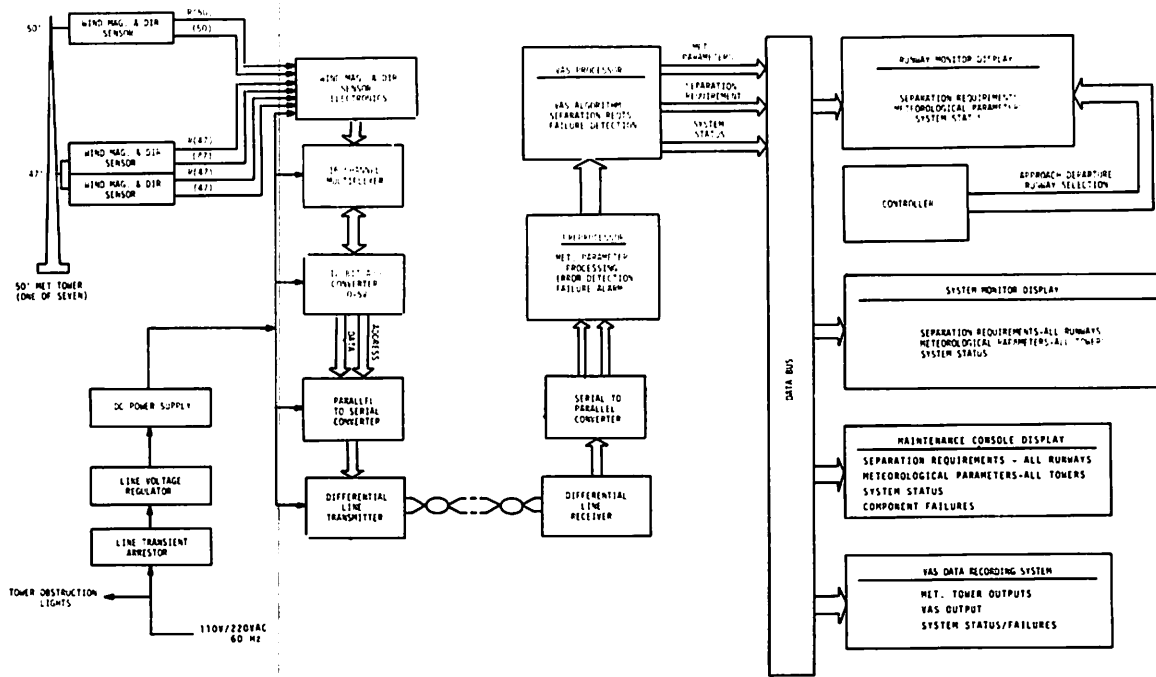 50'
WIND MAG. & DIR
SENSOR
(50)
WIND MAG. & DIR
SENSOR
ELECTRONICS
47'
WIND MAG. & DIR
SENSOR
WIND MAG. & DIR
SENSOR
R(47)
R(47)
(47)
50' MET TOWER
(ONE OF SEVEN)
CHANNEL
MULTIPLEXER
CONVERTER
0-5V
DATA
ADDRESS
PARALLEL
TO SERIAL
CONVERTER
DIFFERENTIAL
LINE
TRANSMITTER
DC POWER SUPPLY
LINE VOLTAGE
REGULATOR
LINE TRANSIENT
ARRESTOR
TOWER OBSTRUCTION
LIGHTS
110V/220VAC
60 Hz
VAS PROCESSOR
VAS ALGORITHM
SEPARATION REQTS
FAILURE DETECTION
PREPROCESSOR
MET. PARAMETER
PROCESSING
ERROR DETECTION
FAILURE ALARM
SERIAL TO
PARALLEL
CONVERTER
DIFFERENTIAL
LINE
RECEIVER
MET.
PARAMETERS
SEPARATION
REQUIREMENT
SYSTEM
STATUS
DATA BUS
RUNWAY MONITOR DISPLAY
SEPARATION REQUIREMENTS
METEOROLOGICAL PARAMETER
SYSTEM STATUS
APPROACH DEPARTURE
RUNWAY SELECTION
CONTROLLER
SYSTEM MONITOR DISPLAY
SEPARATION REQUIREMENTS-ALL RUNWAYS
METEOROLOGICAL PARAMETERS-ALL TOWER
SYSTEM STATUS
MAINTENANCE CONSOLE DISPLAY
SEPARATION REQUIREMENTS - ALL RUNWAYS
METEOROLOGICAL PARAMETERS-ALL TOWERS
SYSTEM STATUS
COMPONENT FAILURES
VAS DATA RECORDING SYSTEM
MET. TOWER OUTPUTS
VAS OUTPUT
SYSTEM STATUS/FAILURES